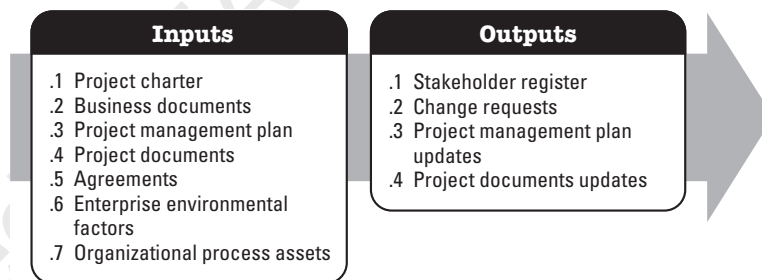 Inputs
.1 Project charter
.2 Business documents
.3 Project management plan
.4 Project documents
.5 Agreements
.6 Enterprise environmental
factors
.7 Organizational process assets
Outputs
.1 Stakeholder register
.2 Change requests
.3 Project management plan
updates
.4 Project documents updates